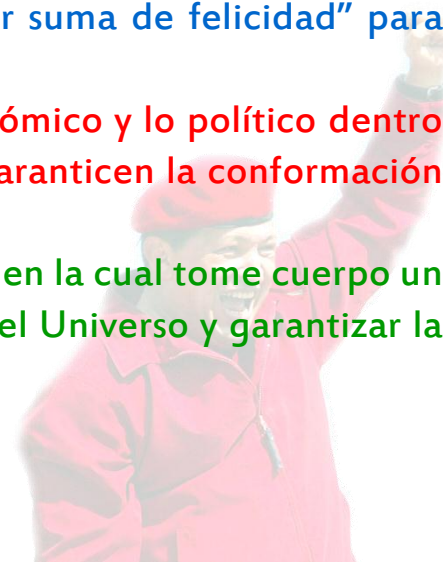 r suma de felicidad” para
ómico y lo político dentro
aranticen la conformación
en la cual tome cuerpo un
el Universo y garantizar la